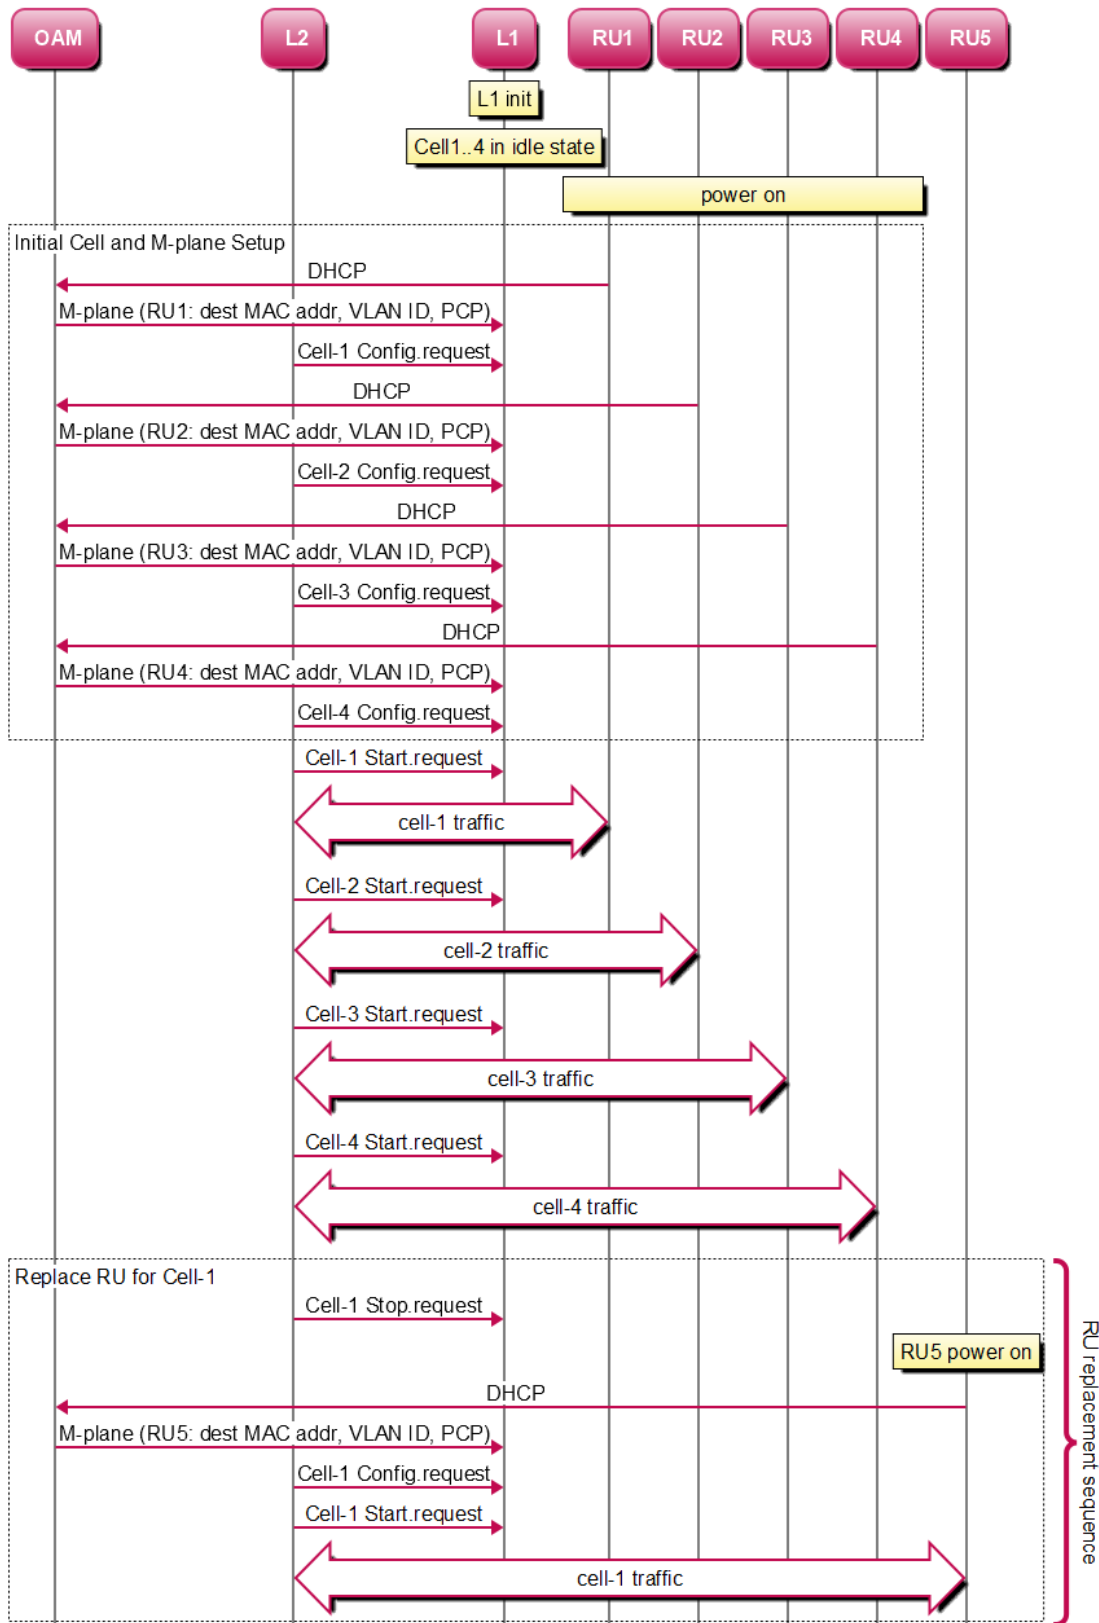 OAM L2 L1 RU1 RU2 RU3 RU4 RU5
L1 init
Cell1..4 in idle state
power on
Initial Cell and M-plane Setup
DHCP
M-plane (RU1: dest MAC addr, VLAN ID, PCP)
Cell-1 Config.request
DHCP
M-plane (RU2: dest MAC addr, VLAN ID, PCP)
Cell-2 Config.request
DHCP
M-plane (RU3: dest MAC addr, VLAN ID, PCP)
Cell-3 Config.request
DHCP
M-plane (RU4: dest MAC addr, VLAN ID, PCP)
Cell-4 Config.request
Cell-1 Start.request
cell-1 traffic
Cell-2 Start.request
cell-2 traffic
Cell-3 Start.request
cell-3 traffic
Cell-4 Start.request
cell-4 traffic
Replace RU for Cell-1
Cell-1 Stop.request
RU5 power on
DHCP
M-plane (RU5: dest MAC addr, VLAN ID, PCP)
Cell-1 Config.request
Cell-1 Start.request
cell-1 traffic
RU replacement sequence